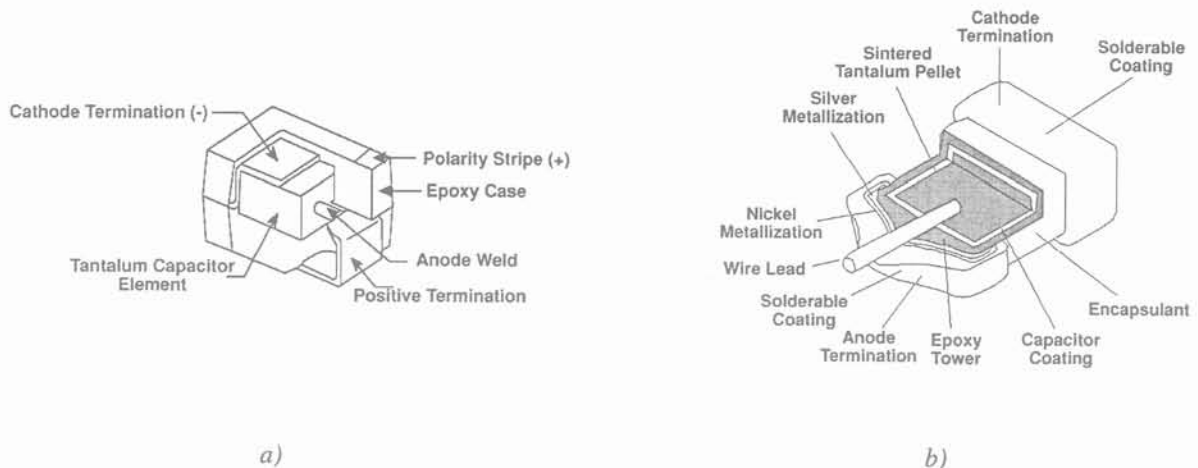 Cathode Termination (-)
Polarity Stripe (+)
Epoxy Case
Tantalum Capacitor
Element
Anode Weld
Positive Termination
a)
Cathode
Termination
Solderable
Coating
Sintered
Tantalum Pellet
Silver
Metallization
Nickel
Metallization
Wire Lead
Solderable
Coating
Anode
Termination
Epoxy
Tower
Capacitor
Coating
Encapsulant
b)